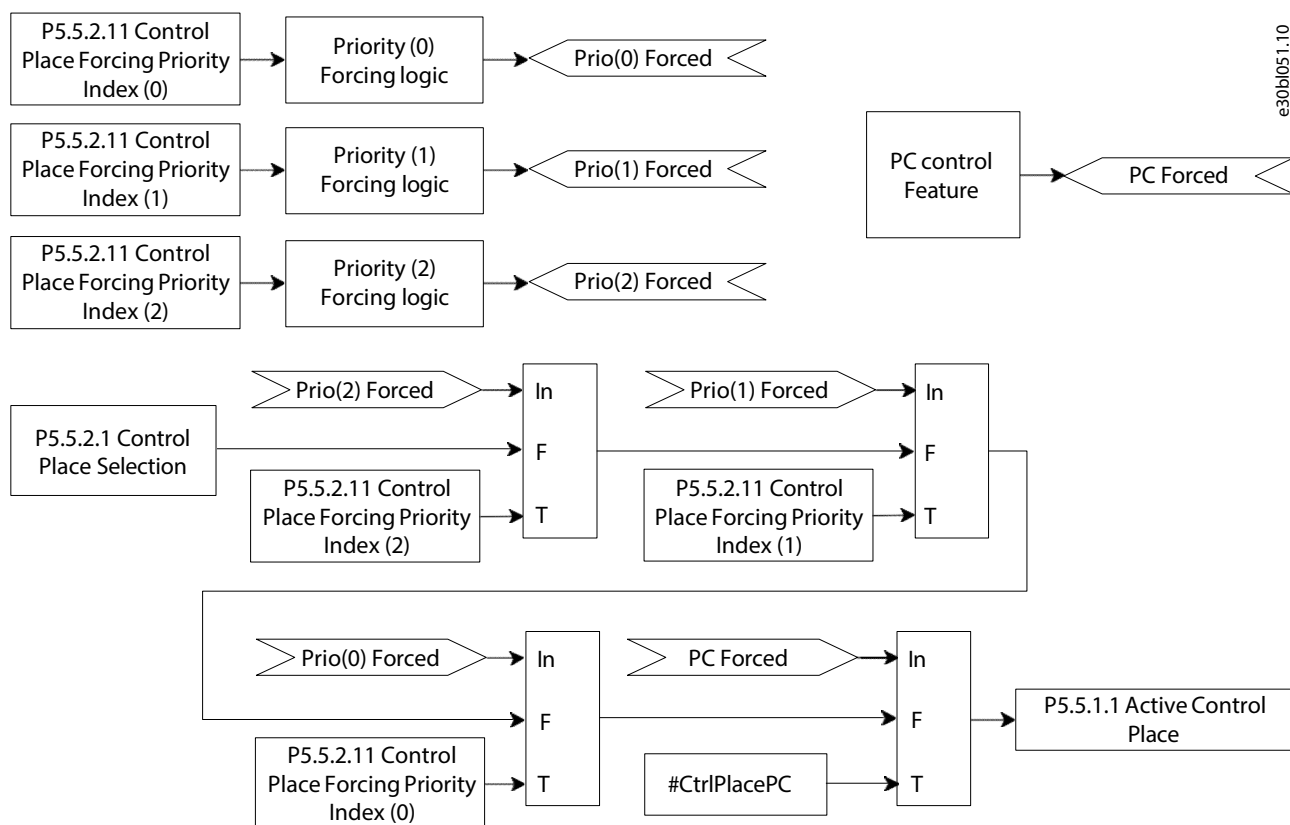 P5.5.2.11 Control
Place Forcing Priority
Index (0)
Priority (0)
Forcing logic
Prio(0) Forced
e30bl051.10
P5.5.2.11 Control
Place Forcing Priority
Index (1)
Priority (1)
Forcing logic
Prio(1) Forced
PC control
Feature
PC Forced
P5.5.2.11 Control
Place Forcing Priority
Index (2)
Priority (2)
Forcing logic
Prio(2) Forced
Prio(2) Forced
In
F
T
Prio(1) Forced
In
F
T
P5.5.2.1 Control
Place Selection
P5.5.2.11 Control
Place Forcing Priority
Index (2)
P5.5.2.11 Control
Place Forcing Priority
Index (1)
Prio(0) Forced
In
F
T
PC Forced
In
F
T
P5.5.2.11 Control
Place Forcing Priority
Index (0)
#CtrlPlacePC
P5.5.1.1 Active Control
Place